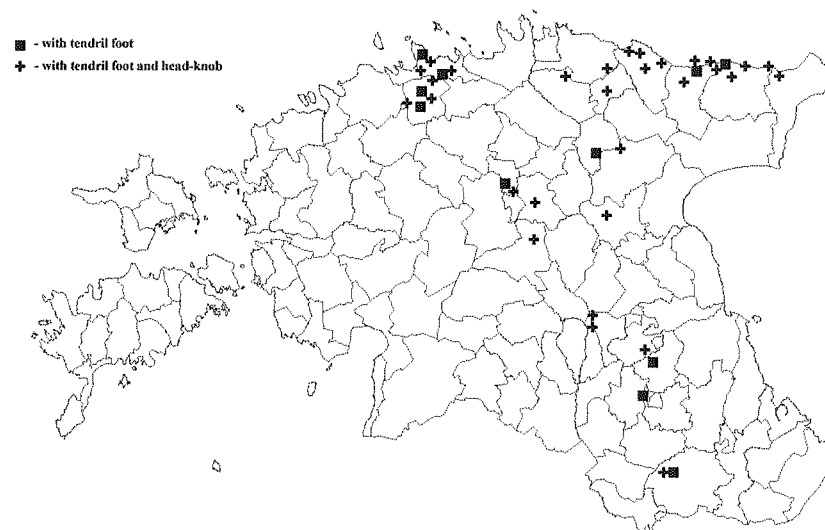 - with tendril foot
- with tendril foot and head-knob